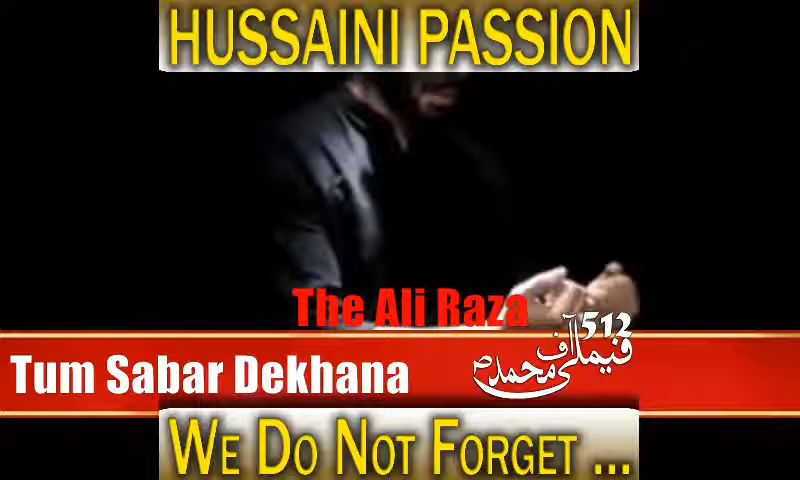 HUSSAINI PASSION
The Ali Raza
512
فیملی آف محمدؐ
Tum Sabar Dekhana
WE DO NOT FORGET ...